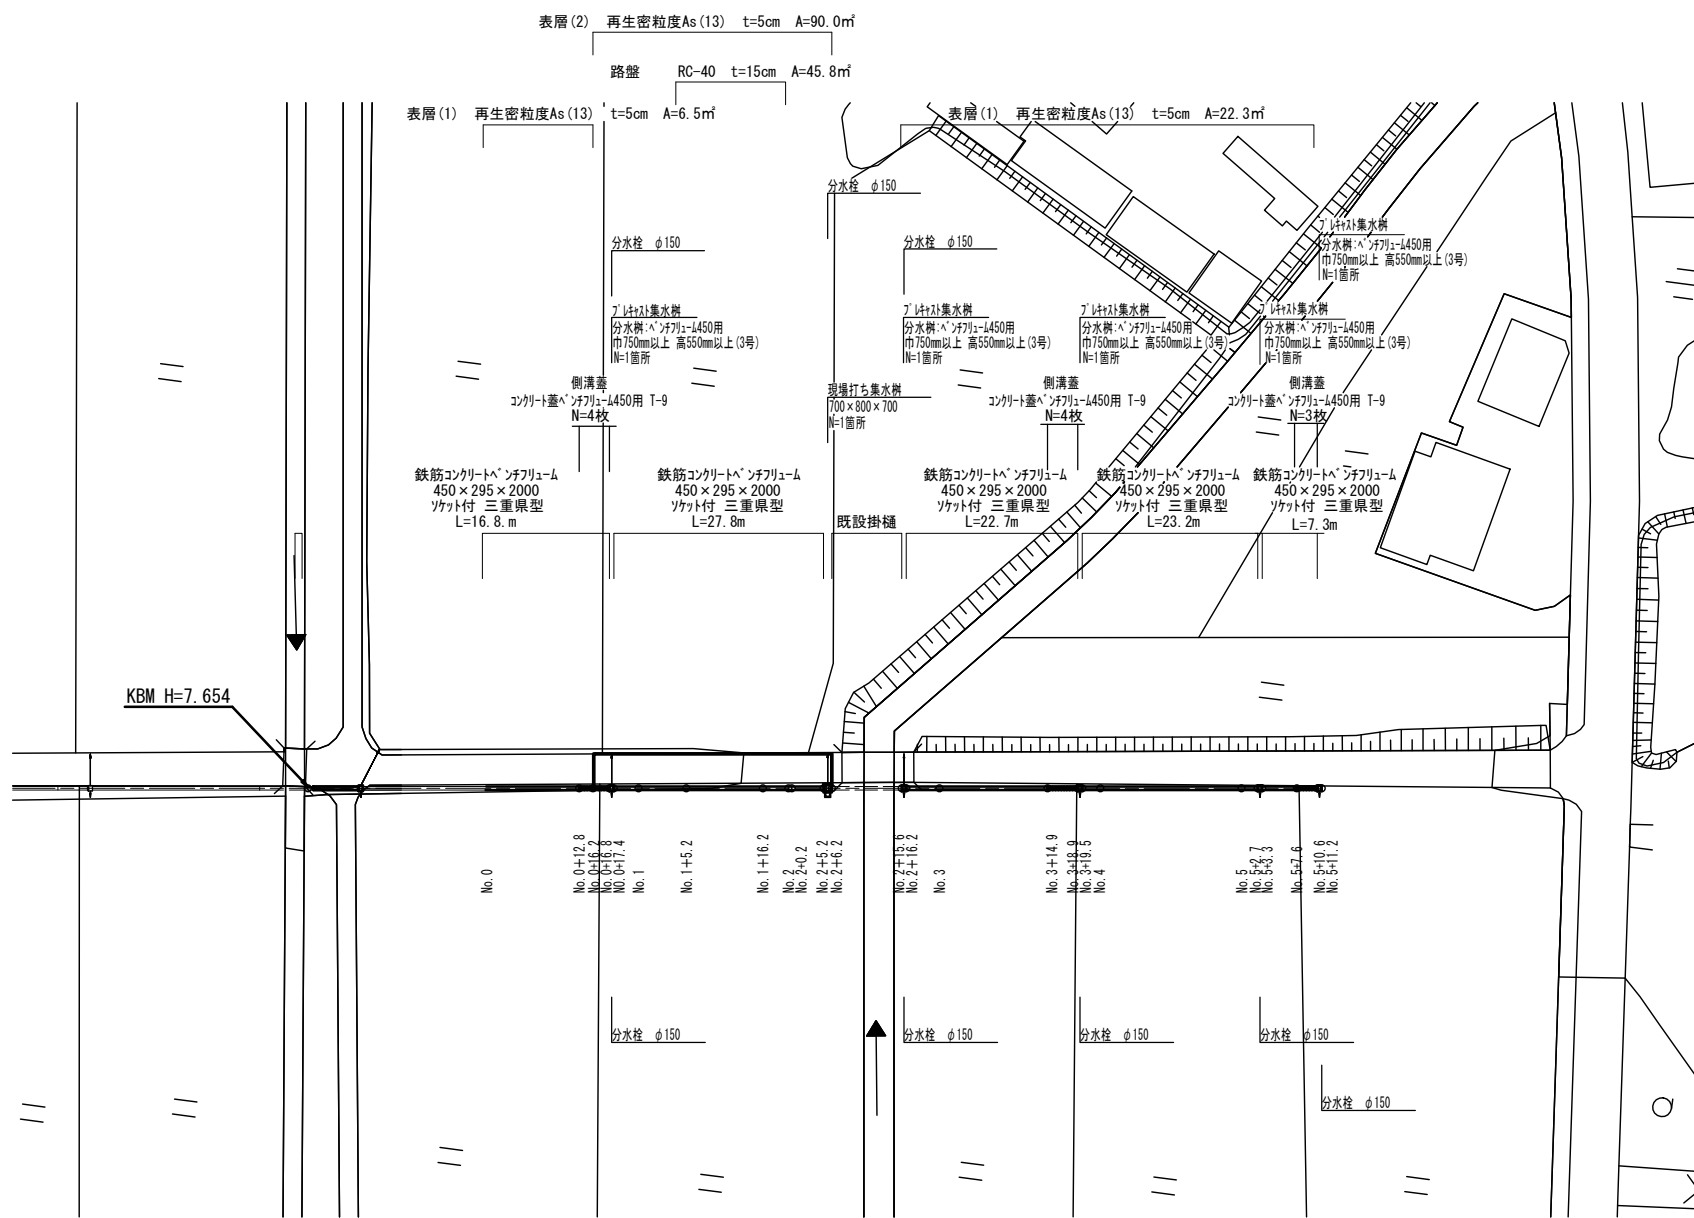 表層(2)　再生密粒度As(13)　t=5cm　A=90.0㎡
路盤　　RC-40　t=15cm　A=45.8㎡
表層(1)　再生密粒度As(13)　t=5cm　A=6.5㎡
表層(1)　再生密粒度As(13)　t=5cm　A=22.3㎡
分水栓　φ150
分水栓　φ150
分水栓　φ150
プレキャスト集水桝
分水桝:ベンチフリューム450用
巾750mm以上 高550mm以上(3号)
N=1箇所
プレキャスト集水桝
分水桝:ベンチフリューム450用
巾750mm以上 高550mm以上(3号)
N=1箇所
プレキャスト集水桝
分水桝:ベンチフリューム450用
巾750mm以上 高550mm以上(3号)
N=1箇所
プレキャスト集水桝
分水桝:ベンチフリューム450用
巾750mm以上 高550mm以上(3号)
N=1箇所
プレキャスト集水桝
分水桝:ベンチフリューム450用
巾750mm以上 高550mm以上(3号)
N=1箇所
側溝蓋
コンクリート蓋ベンチフリューム450用 T-9
N=4枚
現場打ち集水桝
700×800×700
N=1箇所
側溝蓋
コンクリート蓋ベンチフリューム450用 T-9
N=4枚
側溝蓋
コンクリート蓋ベンチフリューム450用 T-9
N=3枚
鉄筋コンクリートベンチフリューム
450×295×2000
ソケット付 三重県型
L=16.8.m
鉄筋コンクリートベンチフリューム
450×295×2000
ソケット付 三重県型
L=27.8m
既設掛樋
鉄筋コンクリートベンチフリューム
450×295×2000
ソケット付 三重県型
L=22.7m
鉄筋コンクリートベンチフリューム
450×295×2000
ソケット付 三重県型
L=23.2m
鉄筋コンクリートベンチフリューム
450×295×2000
ソケット付 三重県型
L=7.3m
KBM H=7.654
No.0
No.0+12.8
No.0+16.2
No.0+16.8
NO.0+17.4
No.1
No.1+5.2
No.1+16.2
No.2
No.2+0.2
No.2+5.2
No.2+6.2
No.2+15.6
No.2+16.2
No.3
No.3+14.9
No.3+18.9
No.3+19.5
No.4
No.5
No.5+2.7
No.5+3.3
No.5+7.6
No.5+10.6
No.5+11.2
分水栓　φ150
分水栓　φ150
分水栓　φ150
分水栓　φ150
分水栓　φ150